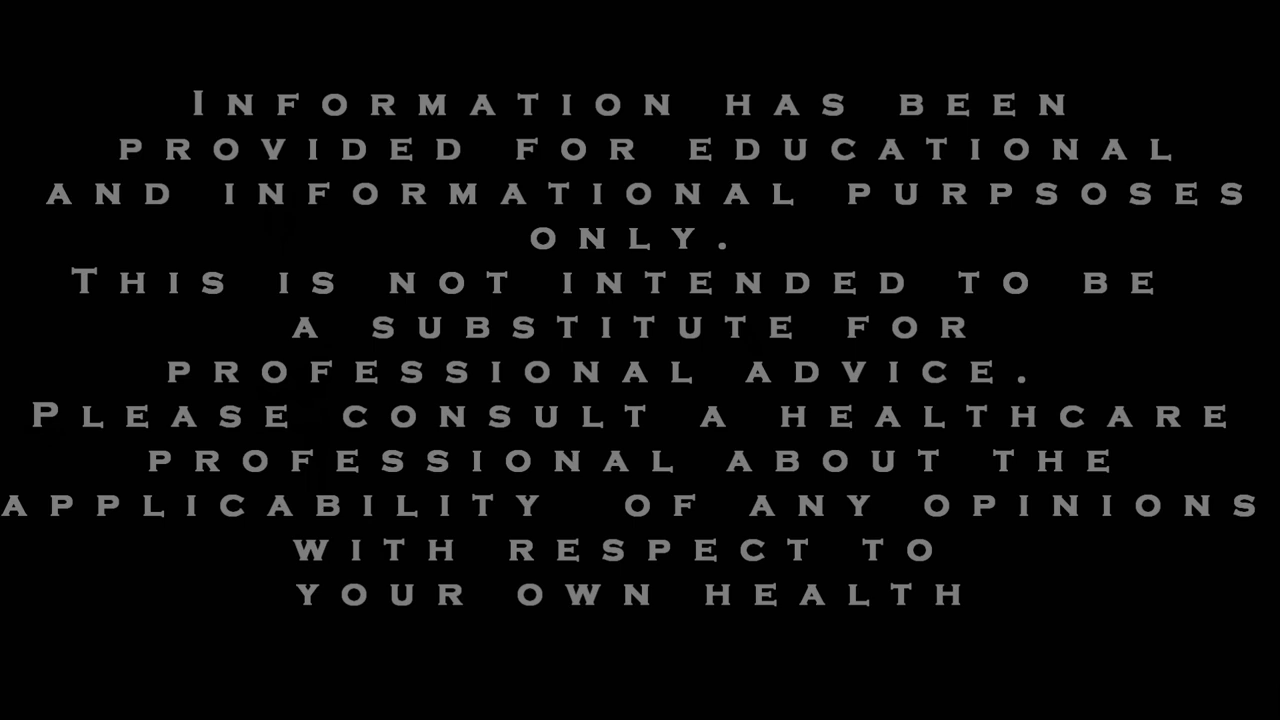 Information has been
provided for educational
and informational purpsoses
only.
This is not intended to be
a substitute for
professional advice.
Please consult a healthcare
professional about the
applicability of any opinions
with respect to
your own health